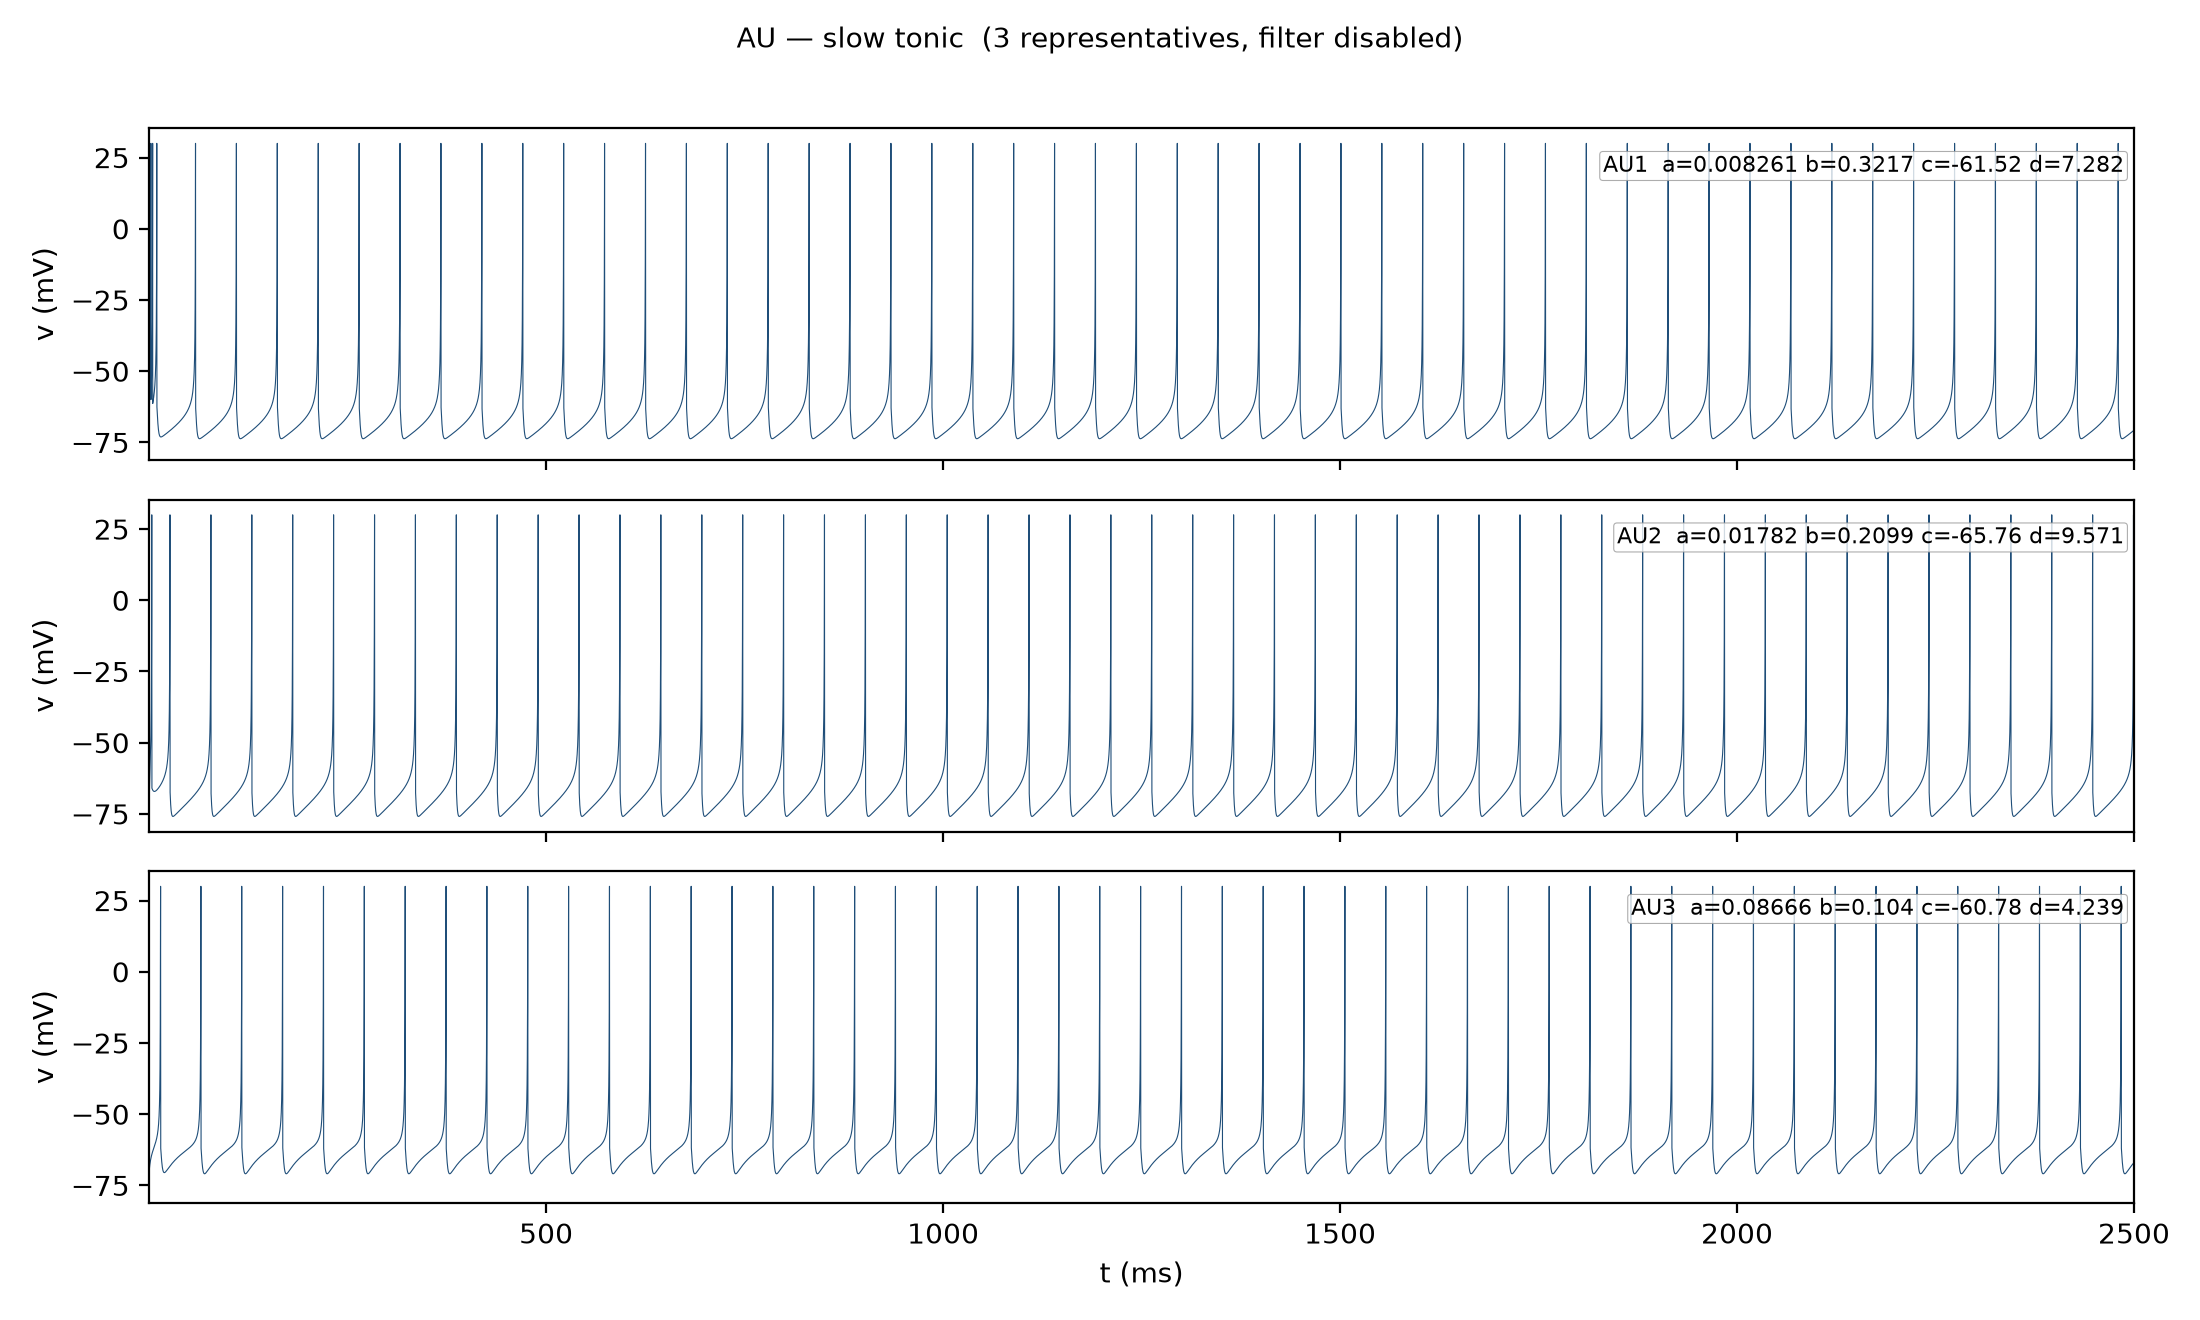 AU — slow tonic  (3 representatives, filter disabled)
25
0
−25
−50
−75
v (mV)
AU1  a=0.008261 b=0.3217 c=-61.52 d=7.282
25
0
−25
−50
−75
v (mV)
AU2  a=0.01782 b=0.2099 c=-65.76 d=9.571
25
0
−25
−50
−75
v (mV)
AU3  a=0.08666 b=0.104 c=-60.78 d=4.239
500 1000 1500 2000 2500
t (ms)